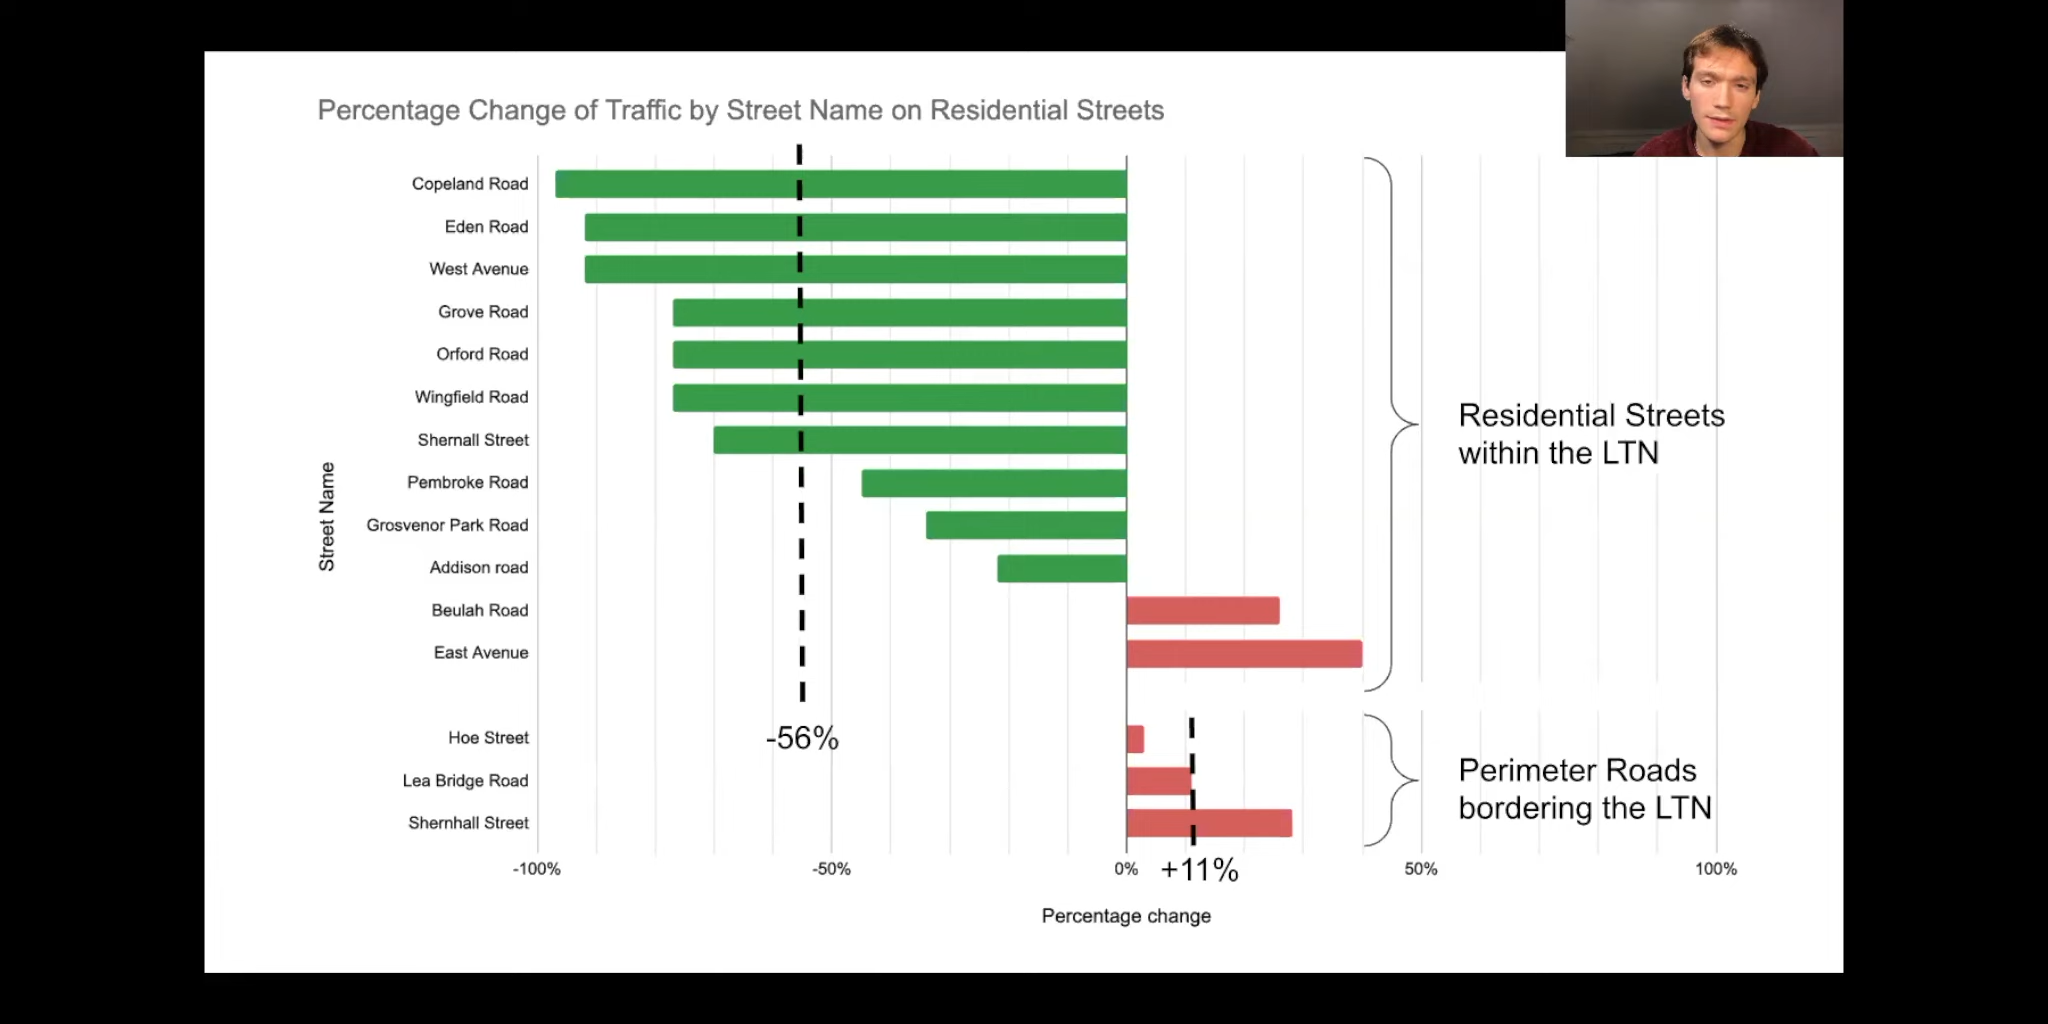 Percentage Change of Traffic by Street Name on Residential Streets
Copeland Road
Eden Road
West Avenue
Grove Road
Orford Road
Wingfield Road
Shernall Street
Pembroke Road
Grosvenor Park Road
Addison road
Beulah Road
East Avenue
Hoe Street
Lea Bridge Road
Shernhall Street
Street Name
-56%
Residential Streets
within the LTN
Perimeter Roads
bordering the LTN
-100%
-50%
0%
+11%
50%
100%
Percentage change